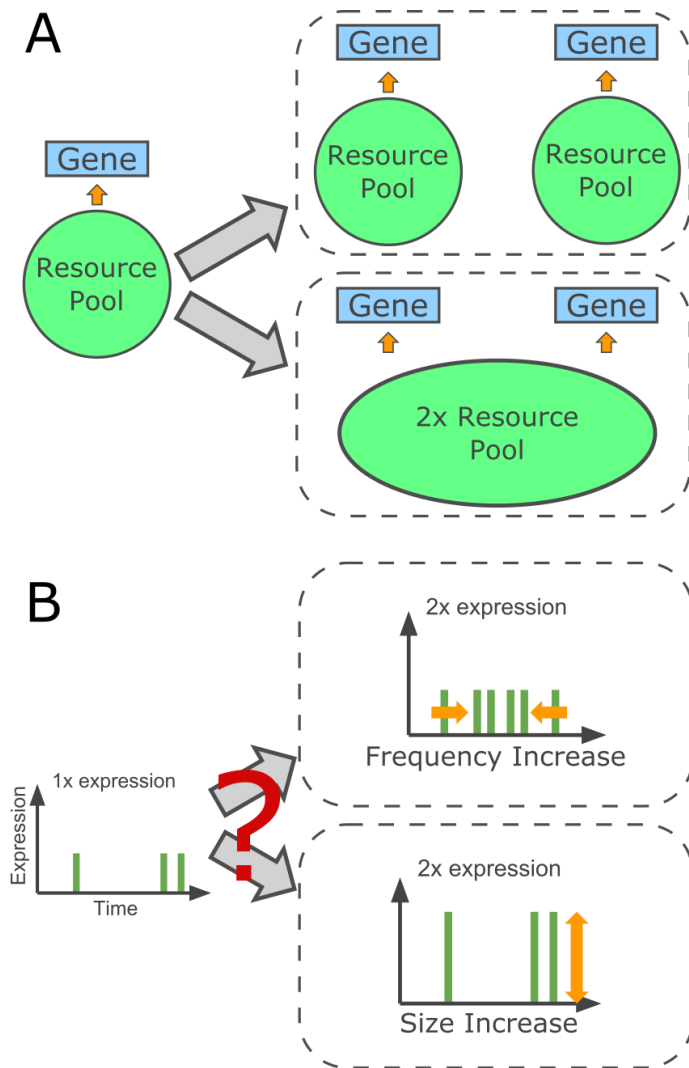 A
Gene
Gene
Resource
Pool
Resource
Pool
Gene
Resource
Pool
Gene
Gene
2x Resource
Pool
B
2x expression
Frequency Increase
1x expression
Expression
Time
?
2x expression
Size Increase